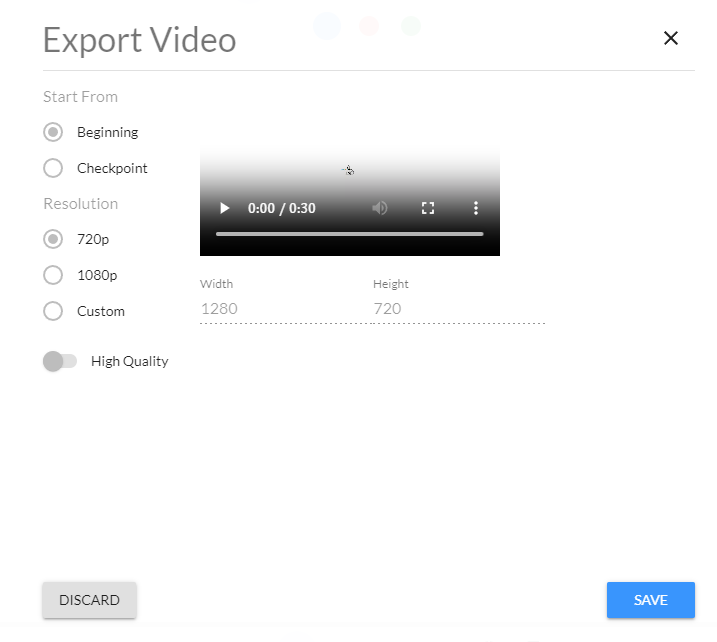 Export Video
Start From
Beginning
Checkpoint
Resolution
720p
1080p
Custom
High Quality
0:00 / 0:30
Width Height
1280 720
DISCARD SAVE